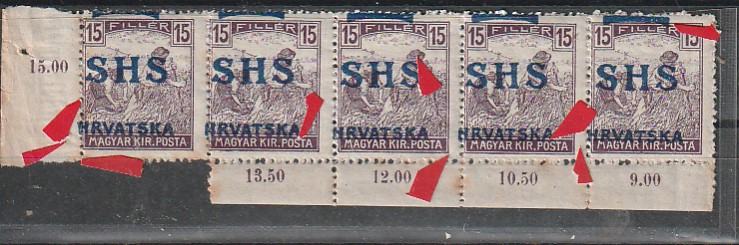 15 FILLER 15 15 FILLER 15 15 FILLER 15 15 FILLER 15 15 FILLER 15
15.00 SHS SHS SHS SHS SHS
HRVATSKA HRVATSKA HRVATSKA HRVATSKA HRVATSKA
MAGYAR KIR. POSTA MAGYAR KIR. POSTA MAGYAR KIR. POSTA MAGYAR KIR. POSTA MAGYAR KIR. POSTA
13.50 12.00 10.50 9.00